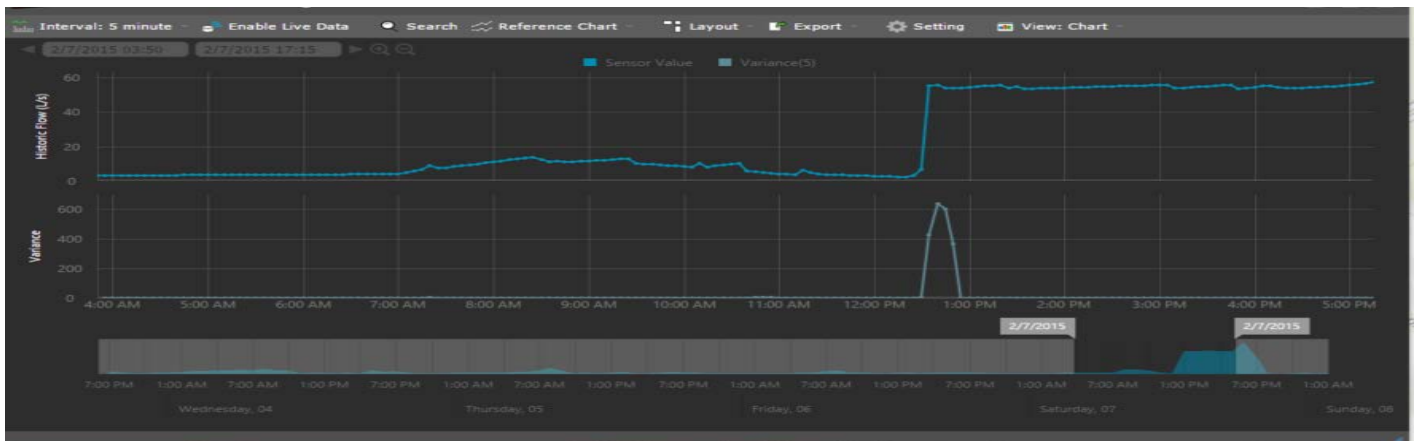 Interval: 5 minute Enable Live Data Search Reference Chart Layout Export Setting View: Chart
2/7/2015 03:50 2/7/2015 17:15
Sensor Value Variance(5)
Historic Flow (L/s)
60
40
20
0
Variance
600
400
200
0
4:00 AM 5:00 AM 6:00 AM 7:00 AM 8:00 AM 9:00 AM 10:00 AM 11:00 AM 12:00 PM 1:00 PM 2:00 PM 3:00 PM 4:00 PM 5:00 PM
2/7/2015 2/7/2015
7:00 PM 1:00 AM 7:00 AM 1:00 PM 7:00 PM 1:00 AM 7:00 AM 1:00 PM 7:00 PM 1:00 AM 7:00 AM 1:00 PM 7:00 PM 1:00 AM 7:00 AM 1:00 PM 7:00 PM 1:00 AM
Wednesday, 04 Thursday, 05 Friday, 06 Saturday, 07 Sunday, 08